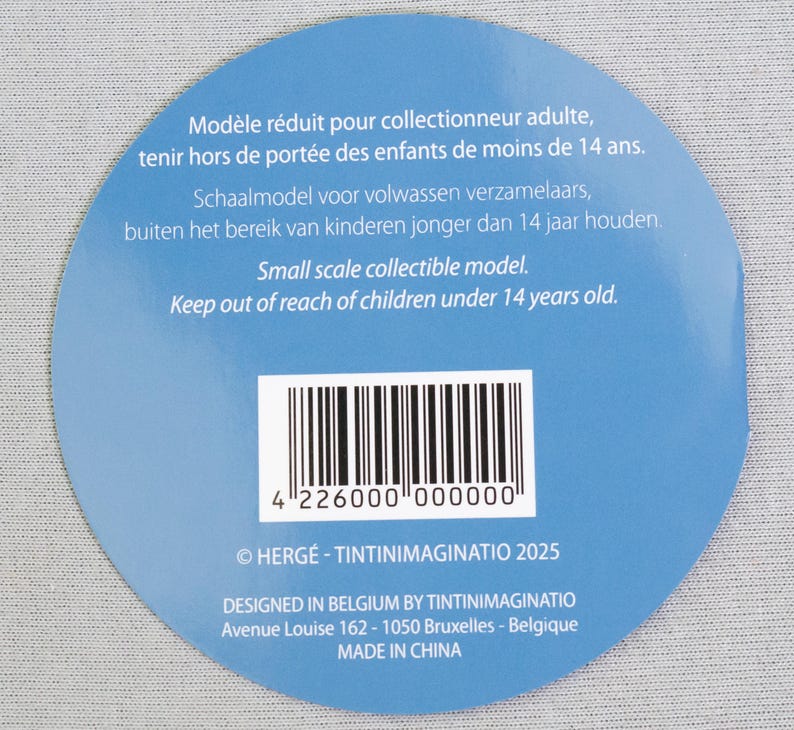 Modèle réduit pour collectionneur adulte,
tenir hors de portée des enfants de moins de 14 ans.
Schaalmodel voor volwassen verzamelaars,
buiten het bereik van kinderen jonger dan 14 jaar houden.
Small scale collectible model.
Keep out of reach of children under 14 years old.
4 226000 000000
© HERGÉ - TINTINIMAGINATIO 2025
DESIGNED IN BELGIUM BY TINTINIMAGINATIO
Avenue Louise 162 - 1050 Bruxelles - Belgique
MADE IN CHINA